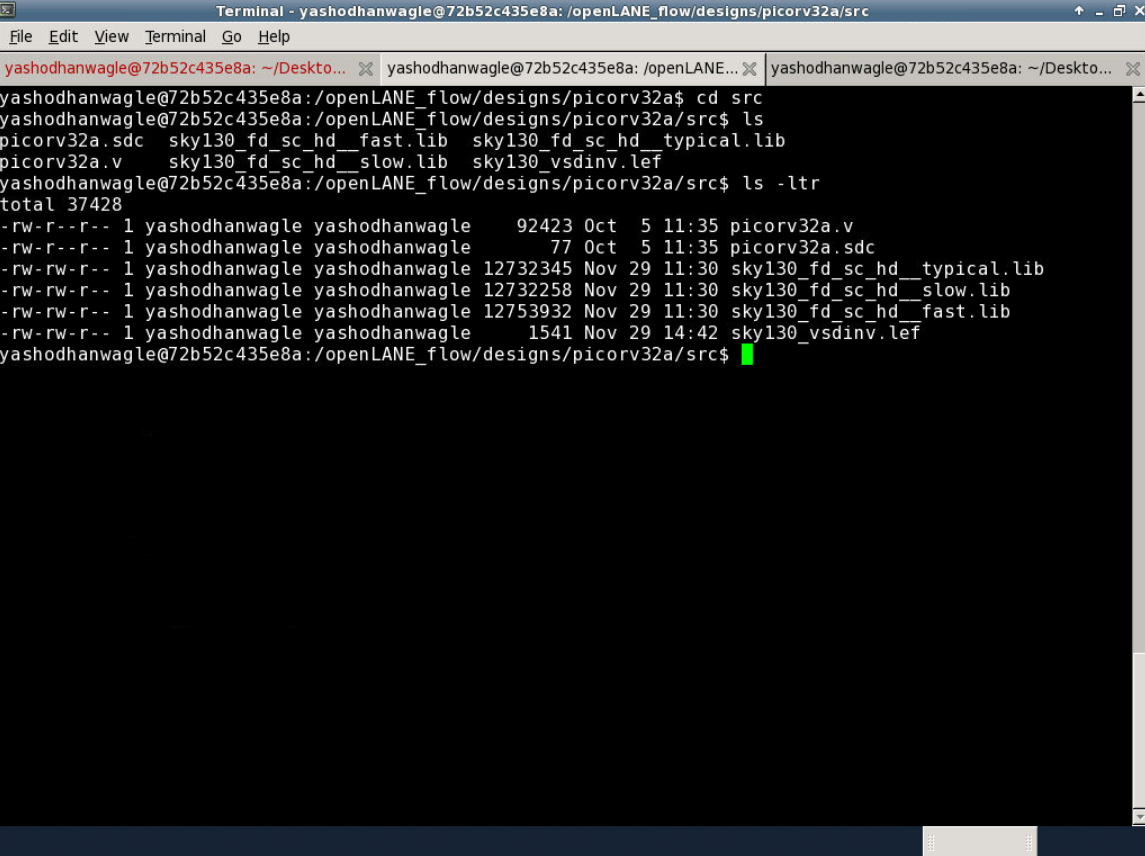 Terminal - yashodhanwagle@72b52c435e8a: /openLANE_flow/designs/picorv32a/src
File Edit View Terminal Go Help
yashodhanwagle@72b52c435e8a: ~/Deskto... yashodhanwagle@72b52c435e8a: /openLANE... yashodhanwagle@72b52c435e8a: ~/Deskto...
yashodhanwagle@72b52c435e8a:/openLANE_flow/designs/picorv32a$ cd src
yashodhanwagle@72b52c435e8a:/openLANE_flow/designs/picorv32a/src$ ls
picorv32a.sdc  sky130_fd_sc_hd__fast.lib  sky130_fd_sc_hd__typical.lib
picorv32a.v    sky130_fd_sc_hd__slow.lib  sky130_vsdinv.lef
yashodhanwagle@72b52c435e8a:/openLANE_flow/designs/picorv32a/src$ ls -ltr
total 37428
-rw-r--r-- 1 yashodhanwagle yashodhanwagle    92423 Oct  5 11:35 picorv32a.v
-rw-rw-r-- 1 yashodhanwagle yashodhanwagle       77 Oct  5 11:35 picorv32a.sdc
-rw-rw-r-- 1 yashodhanwagle yashodhanwagle 12732345 Nov 29 11:30 sky130_fd_sc_hd__typical.lib
-rw-rw-r-- 1 yashodhanwagle yashodhanwagle 12732258 Nov 29 11:30 sky130_fd_sc_hd__slow.lib
-rw-rw-r-- 1 yashodhanwagle yashodhanwagle 12753932 Nov 29 11:30 sky130_fd_sc_hd__fast.lib
-rw-rw-r-- 1 yashodhanwagle yashodhanwagle     1541 Nov 29 14:42 sky130_vsdinv.lef
yashodhanwagle@72b52c435e8a:/openLANE_flow/designs/picorv32a/src$